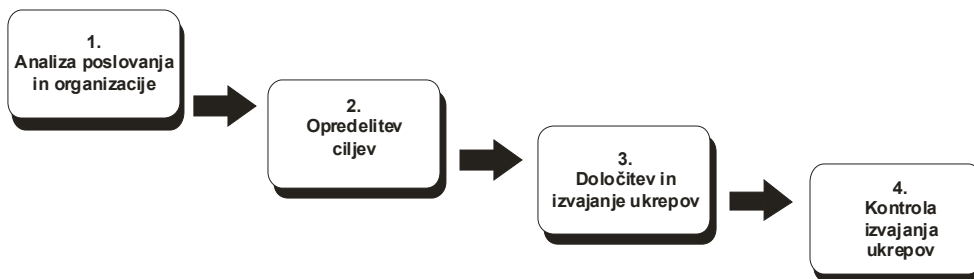 1.
Analiza poslovanja
in organizacije
2.
Opredelitev
ciljev
3.
Določitev in
izvajanje ukrepov
4.
Kontrola
izvajanja
ukrepov